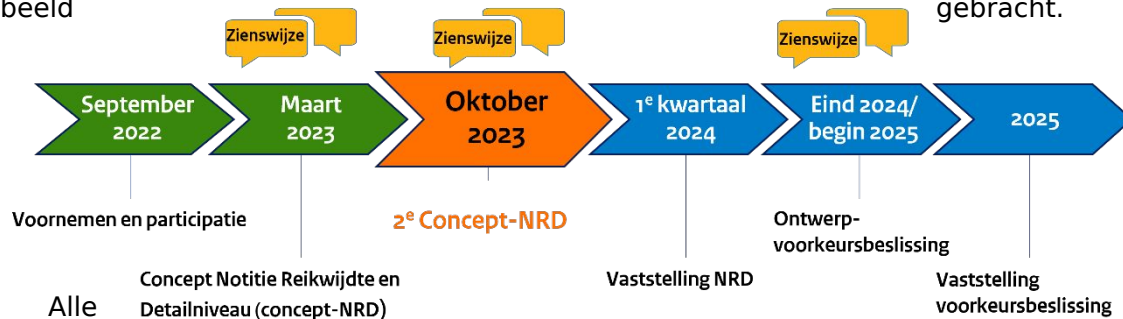 beeld gebracht.
Zienswijze Zienswijze Zienswijze
September
2022
Maart
2023
Oktober
2023
1e kwartaal
2024
Eind 2024/
begin 2025
2025
Voornemen en participatie
Concept Notitie Reikwijdte en
Detailniveau (concept-NRD)
2e Concept-NRD
Vaststelling NRD
Ontwerp-
voorkeursbeslissing
Vaststelling
voorkeursbeslissing
Alle